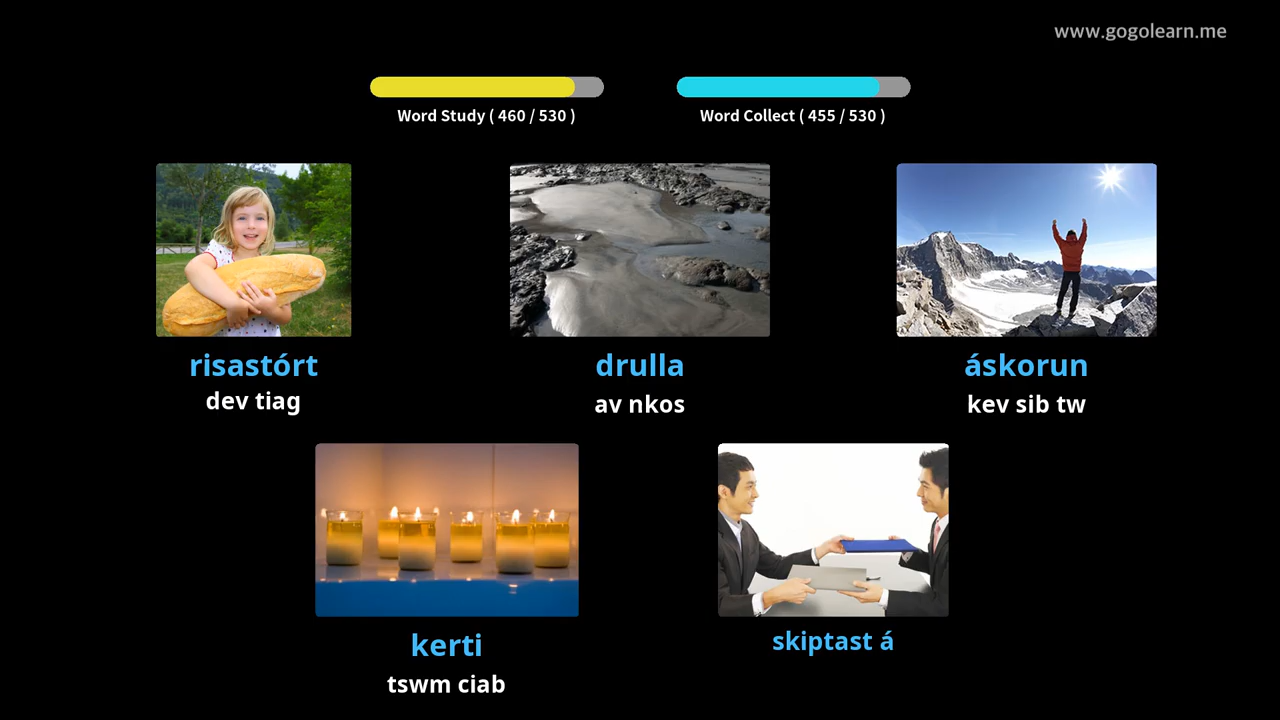 www.gogolearn.me
Word Study ( 460 / 530 )
Word Collect ( 455 / 530 )
risastórt
dev tiag
drulla
av nkos
áskorun
kev sib tw
kerti
tswm ciab
skiptast á